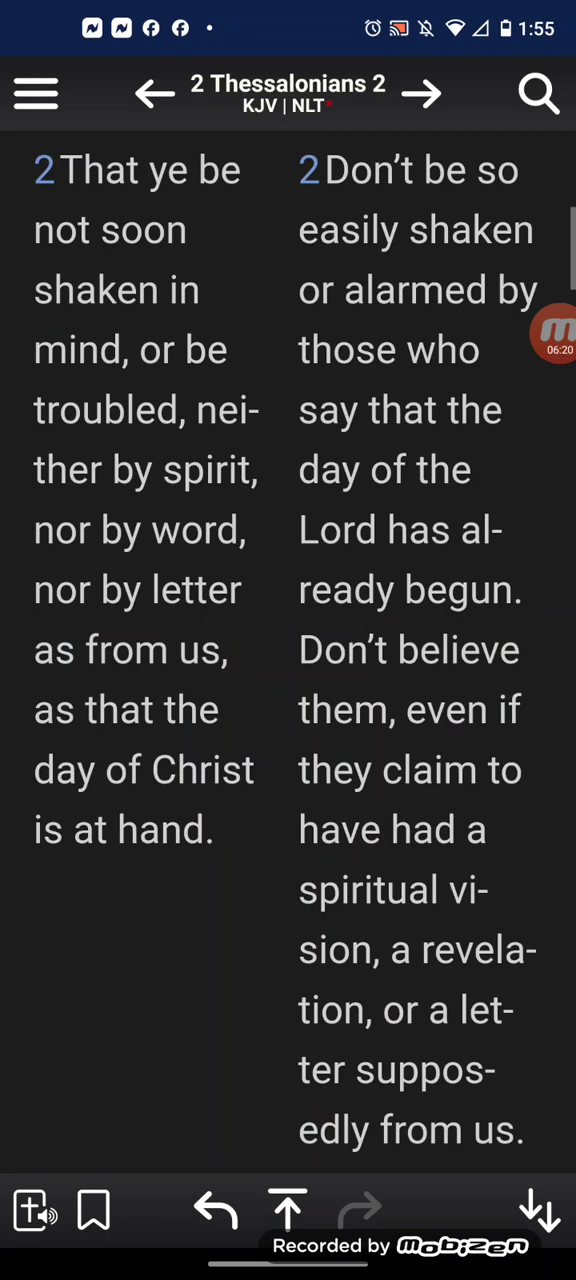 1:55
2 Thessalonians 2
KJV | NLT*
2 That ye be
not soon
shaken in
mind, or be
troubled, nei-
ther by spirit,
nor by word,
nor by letter
as from us,
as that the
day of Christ
is at hand.
2 Don’t be so
easily shaken
or alarmed by
those who
say that the
day of the
Lord has al-
ready begun.
Don’t believe
them, even if
they claim to
have had a
spiritual vi-
sion, a revela-
tion, or a let-
ter suppos-
edly from us.
06:20
Recorded by mobizen